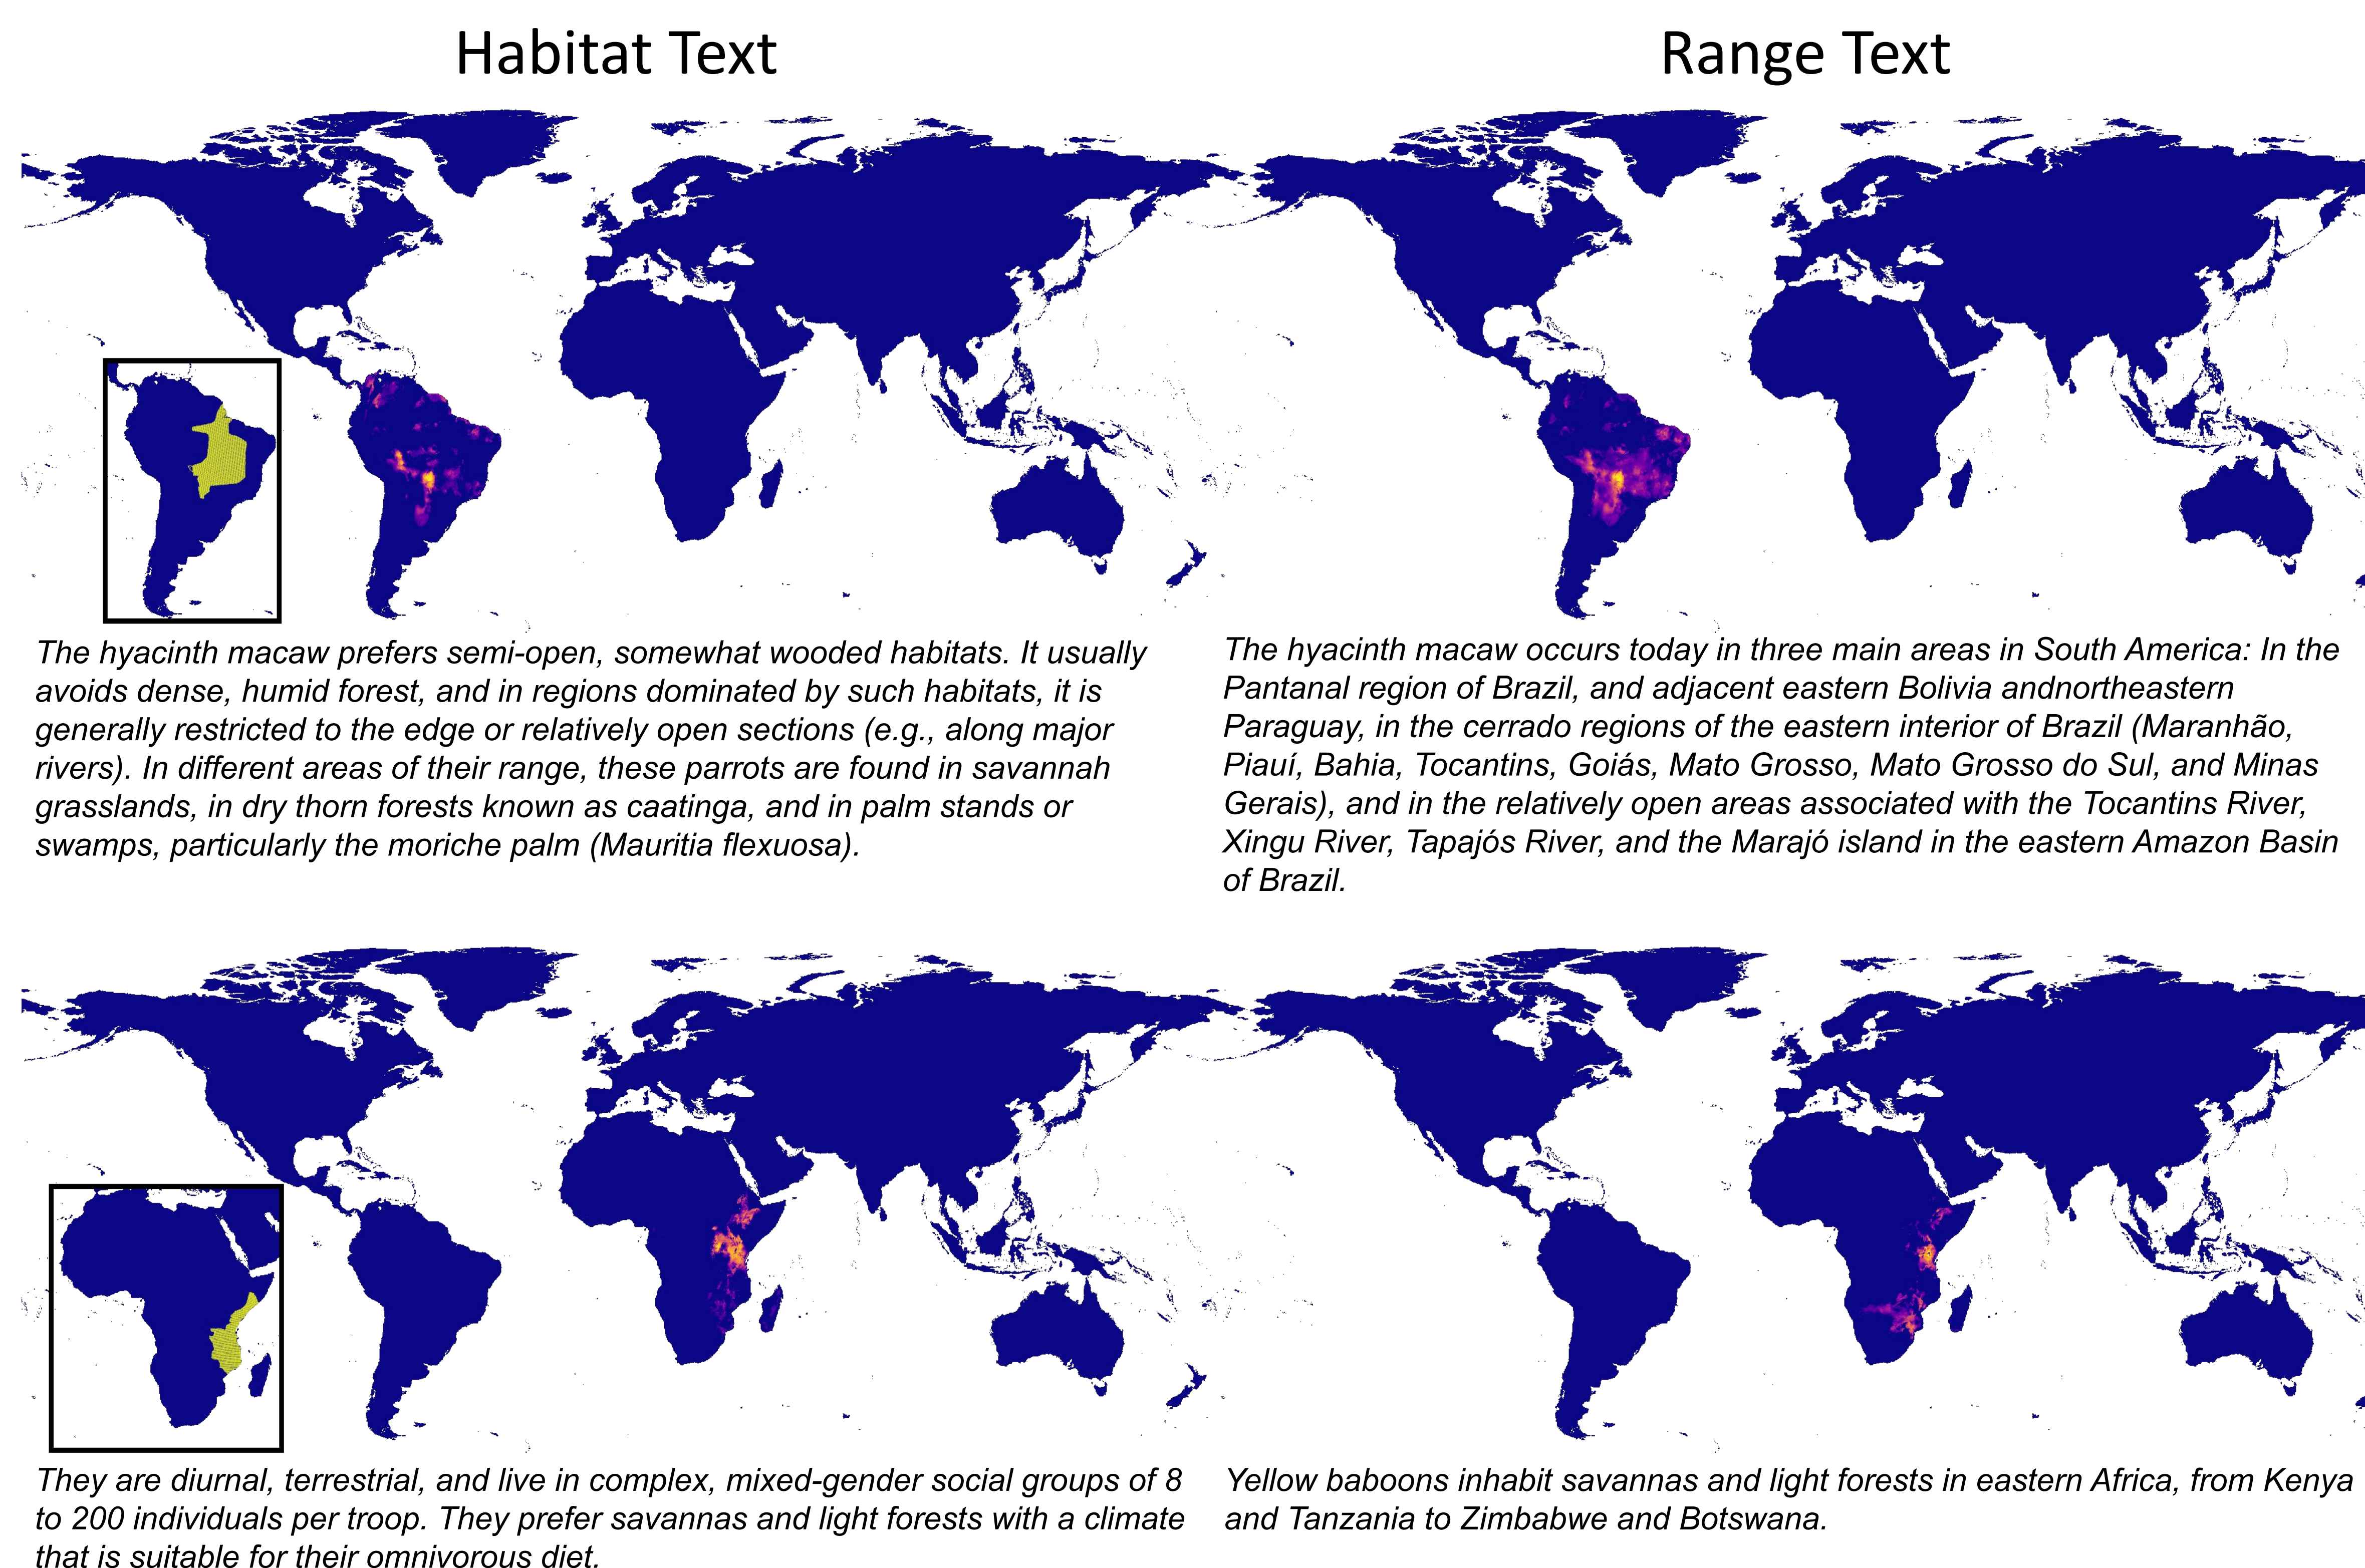 Habitat Text
Range Text
The hyacinth macaw prefers semi-open, somewhat wooded habitats. It usually
avoids dense, humid forest, and in regions dominated by such habitats, it is
generally restricted to the edge or relatively open sections (e.g., along major
rivers). In different areas of their range, these parrots are found in savannah
grasslands, in dry thorn forests known as caatinga, and in palm stands or
swamps, particularly the moriche palm (Mauritia flexuosa).
The hyacinth macaw occurs today in three main areas in South America: In the
Pantanal region of Brazil, and adjacent eastern Bolivia andnortheastern
Paraguay, in the cerrado regions of the eastern interior of Brazil (Maranhão,
Piauí, Bahia, Tocantins, Goiás, Mato Grosso, Mato Grosso do Sul, and Minas
Gerais), and in the relatively open areas associated with the Tocantins River,
Xingu River, Tapajós River, and the Marajó island in the eastern Amazon Basin
of Brazil.
They are diurnal, terrestrial, and live in complex, mixed-gender social groups of 8
to 200 individuals per troop. They prefer savannas and light forests with a climate
that is suitable for their omnivorous diet.
Yellow baboons inhabit savannas and light forests in eastern Africa, from Kenya
and Tanzania to Zimbabwe and Botswana.